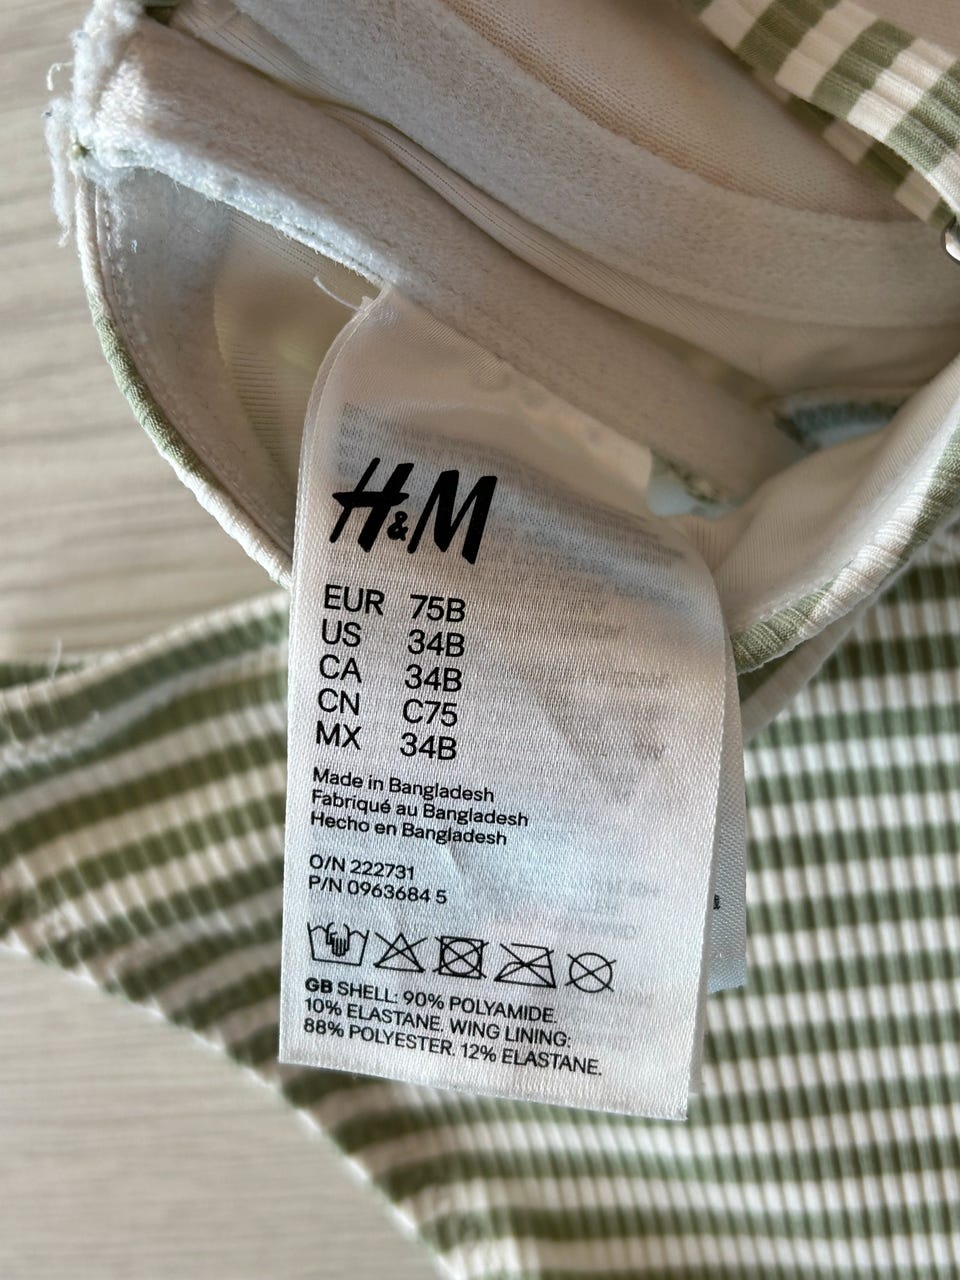 H&M
EUR 75B
US 34B
CA 34B
CN C75
MX 34B
Made in Bangladesh
Fabriqué au Bangladesh
Hecho en Bangladesh
O/N 222731
P/N 0963684 5
GB SHELL: 90% POLYAMIDE.
10% ELASTANE. WING LINING:
88% POLYESTER. 12% ELASTANE.